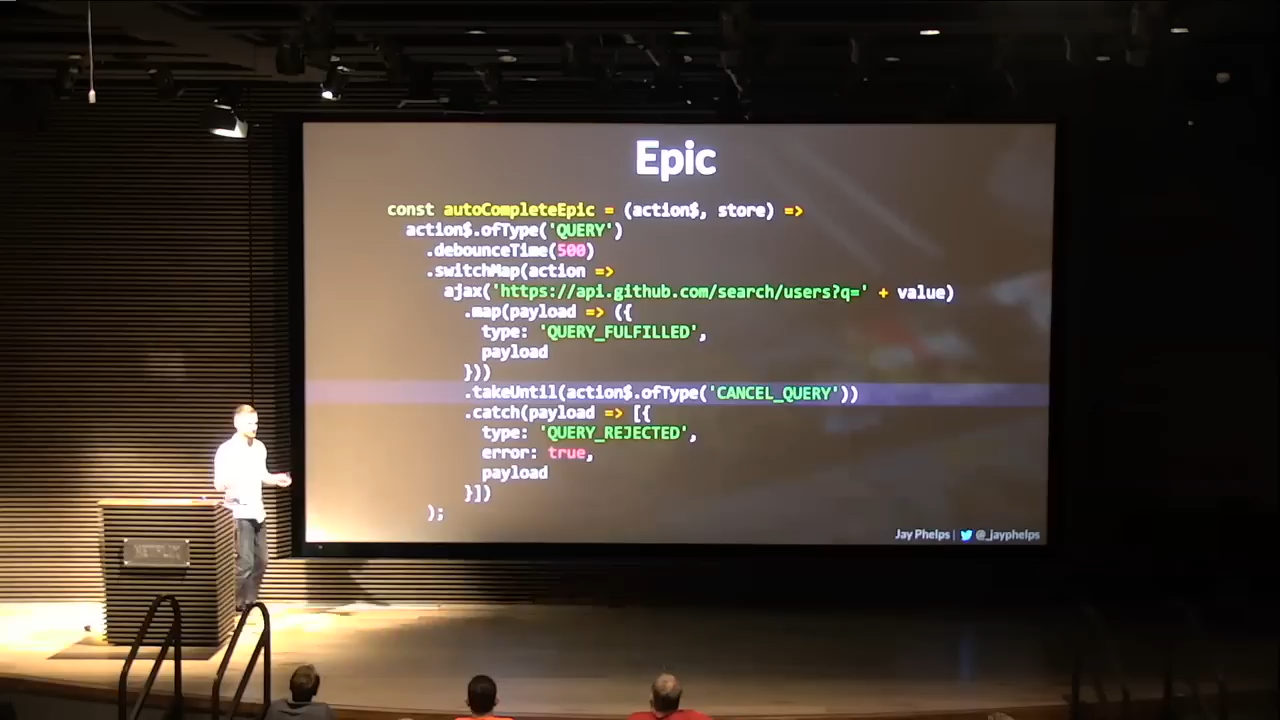 Epic
const autoCompleteEpic = (action$, store) =>
action$.ofType('QUERY')
.debounceTime(500)
.switchMap(action =>
ajax('https://api.github.com/search/users?q=' + value)
.map(payload => ({
type: 'QUERY_FULFILLED',
payload
}))
.takeUntil(action$.ofType('CANCEL_QUERY'))
.catch(payload => [{
type: 'QUERY_REJECTED',
error: true,
payload
}])
);
Jay Phelps | @_jayphelps
NETFLIX